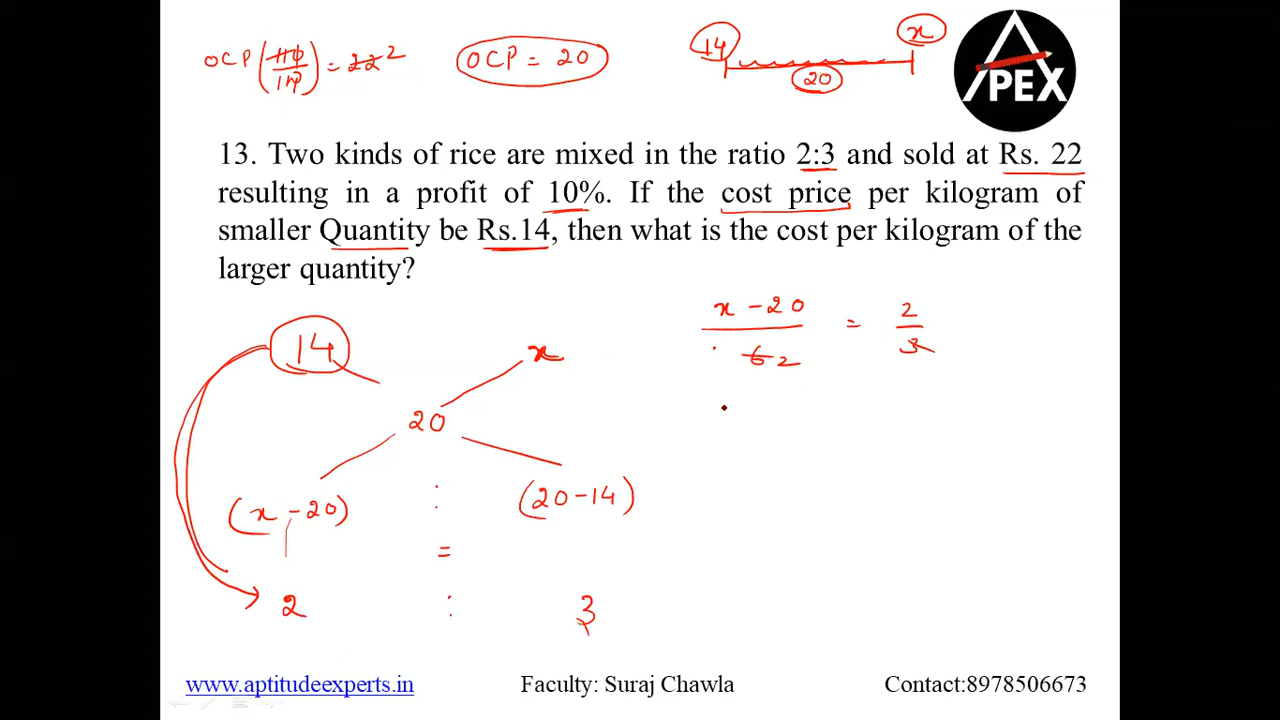 OCP (110/100) = 22 2
OCP = 20
14 x
20
APEX
13. Two kinds of rice are mixed in the ratio 2:3 and sold at Rs. 22
resulting in a profit of 10%. If the cost price per kilogram of
smaller Quantity be Rs.14, then what is the cost per kilogram of the
larger quantity?
x - 20 / 6 2 = 2 / 3
14 x
20
(x - 20) : (20 - 14)
=
2 : 3
www.aptitudeexperts.in Faculty: Suraj Chawla Contact:8978506673